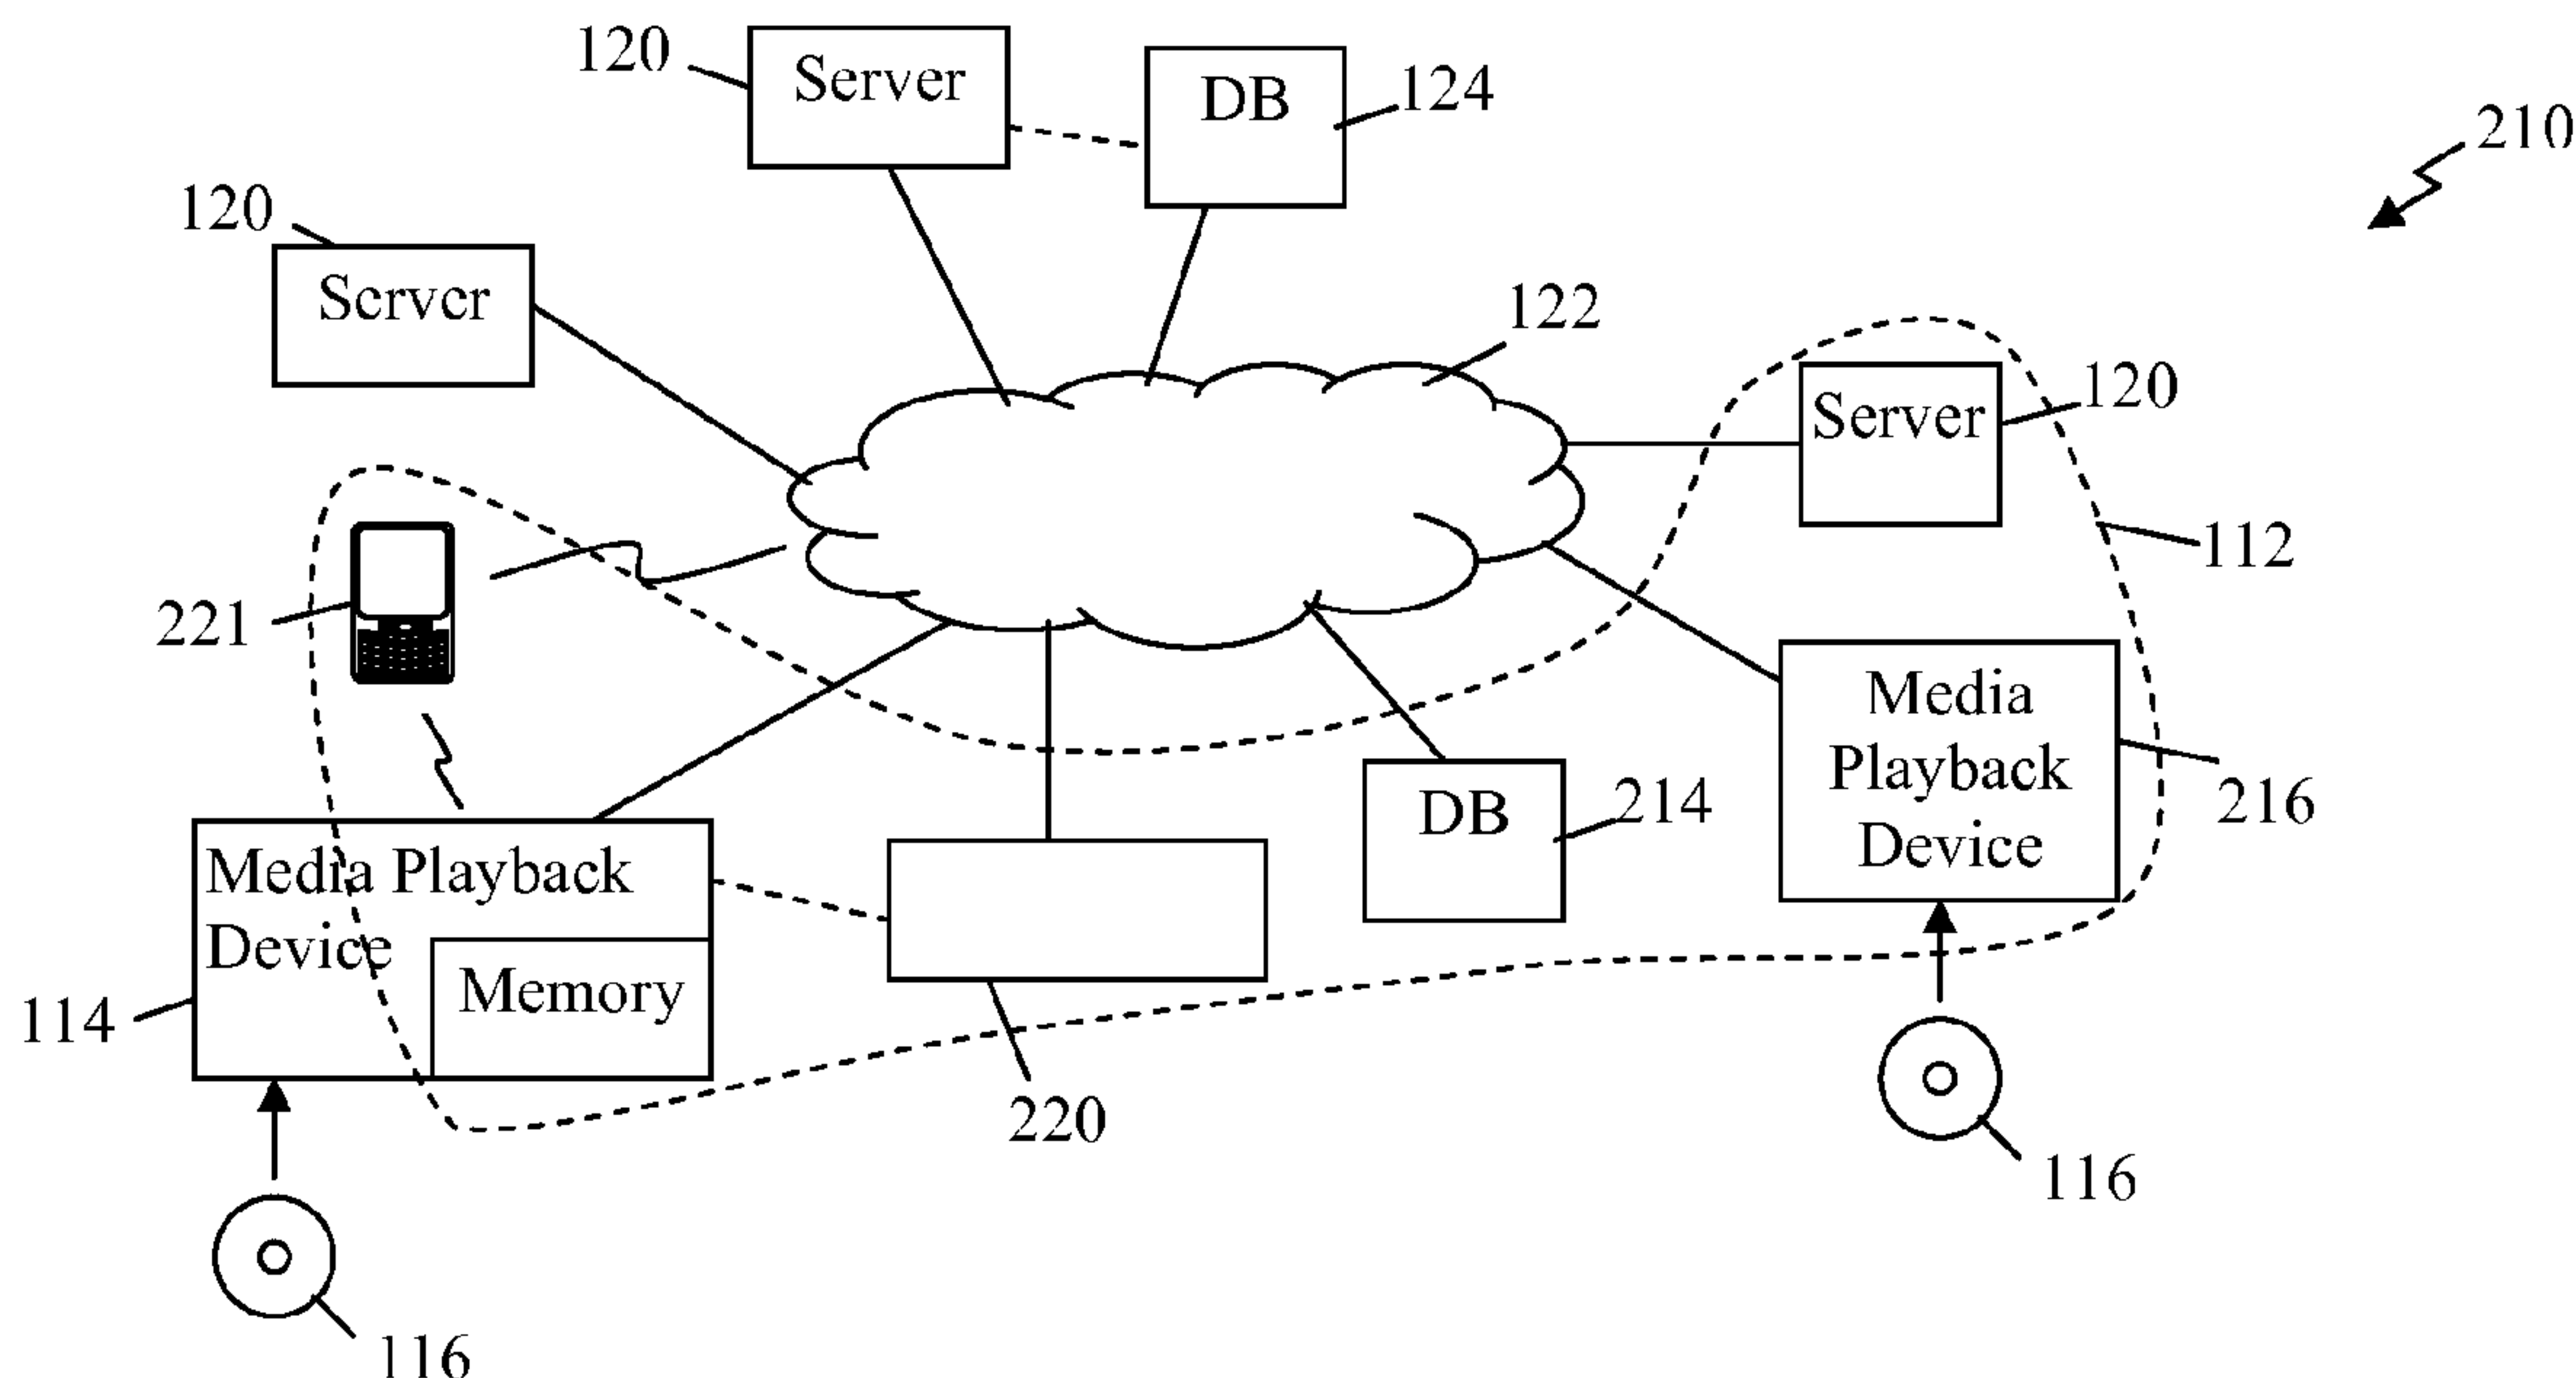 120
Server
DB
124
210
120
Server
122
Server
120
112
221
Media
Playback
Device
216
DB
214
Media Playback
Device
Memory
114
220
116
116